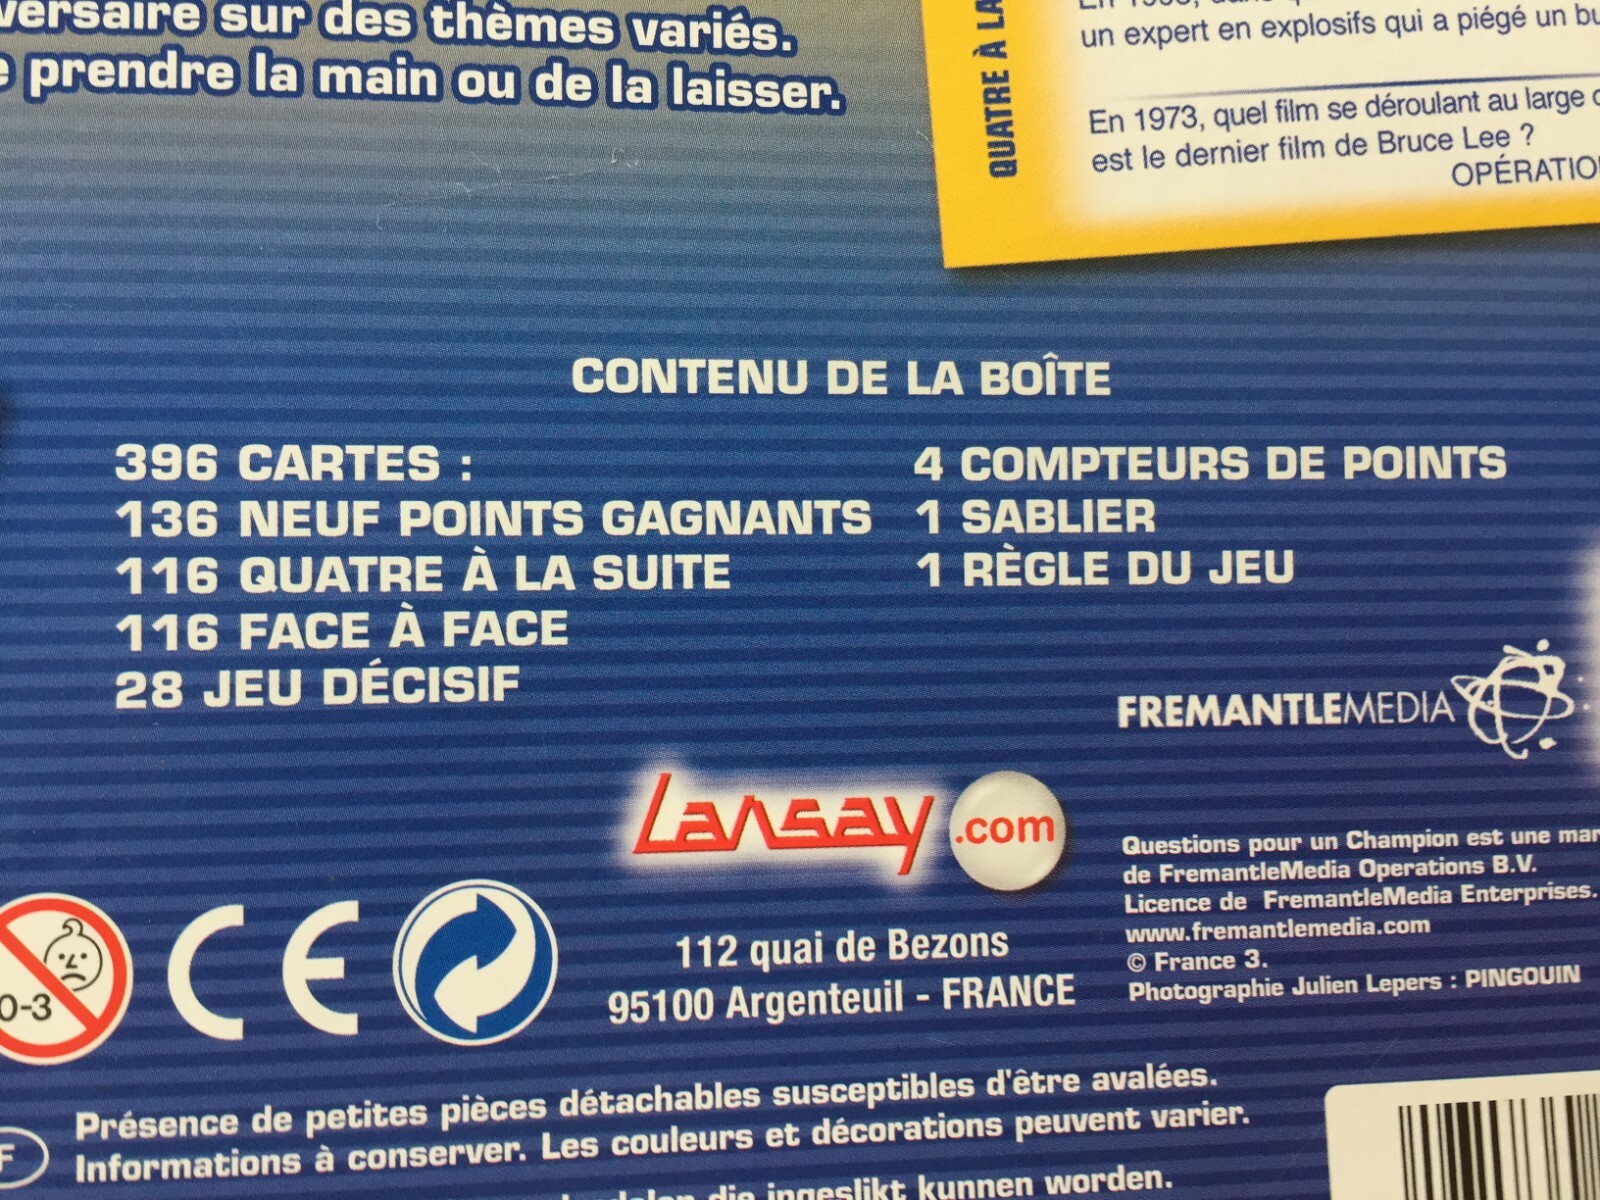 sur des thèmes variés.
prendre la main ou de la laisser.
QUATRE À LA
un expert en explosifs qui a piégé un
En 1973, quel film se déroulant au large
est le dernier film de Bruce Lee ?
CONTENU DE LA BOÎTE
396 CARTES :
136 NEUF POINTS GAGNANTS
116 QUATRE À LA SUITE
116 FACE À FACE
28 JEU DÉCISIF
4 COMPTEURS DE POINTS
1 SABLIER
1 RÈGLE DU JEU
FREMANTLEMEDIA
Lansay.com
112 quai de Bezons
95100 Argenteuil - FRANCE
Questions pour un Champion est une
de FremantleMedia Operations B.V.
Licence de FremantleMedia Enterprises.
www.fremantlemedia.com
© France 3.
Photographie Julien Lepers : PINGOUIN
0-3
CE
F
Présence de petites pièces détachables susceptibles d'être avalées.
Informations à conserver. Les couleurs et décorations peuvent varier.
die ingeslikt kunnen worden.